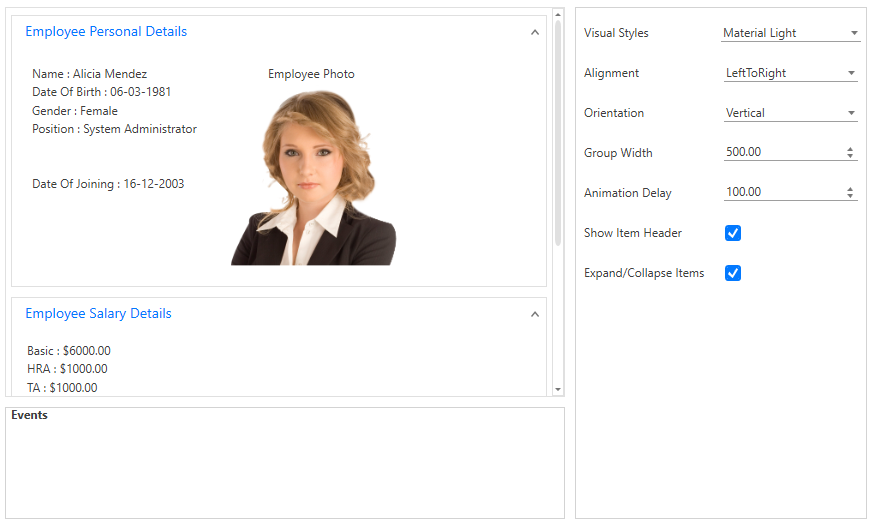 Employee Personal Details
Name : Alicia Mendez
Date Of Birth : 06-03-1981
Gender : Female
Position : System Administrator
Date Of Joining : 16-12-2003
Employee Photo
Employee Salary Details
Basic : $6000.00
HRA : $1000.00
TA : $1000.00
Events
Visual Styles Material Light
Alignment LeftToRight
Orientation Vertical
Group Width 500.00
Animation Delay 100.00
Show Item Header
Expand/Collapse Items